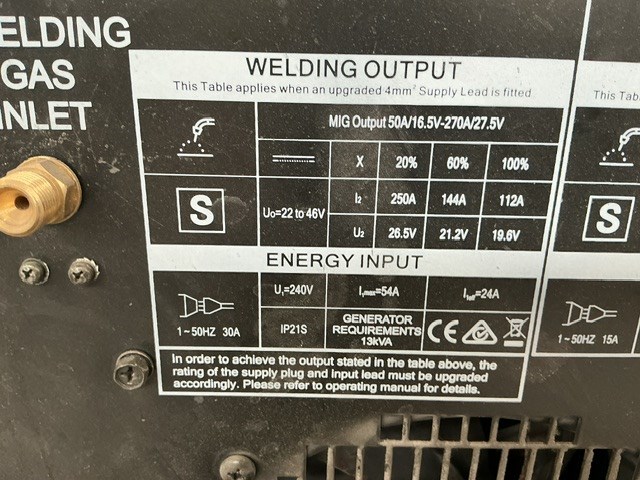 ELDING
GAS
INLET
WELDING OUTPUT
This Table applies when an upgraded 4mm² Supply Lead is fitted
MIG Output 50A/16.5V-270A/27.5V
X 20% 60% 100%
S
U₀=22 to 46V
I₂ 250A 144A 112A
U₂ 26.5V 21.2V 19.6V
ENERGY INPUT
U₁=240V I₁max=54A I₁eff=24A
1~50HZ 30A
IP21S
GENERATOR
REQUIREMENTS
13kVA
CE
In order to achieve the output stated in the table above, the
rating of the supply plug and input lead must be upgraded
accordingly. Please refer to operating manual for details.
This Tab
S
1~50HZ 15A